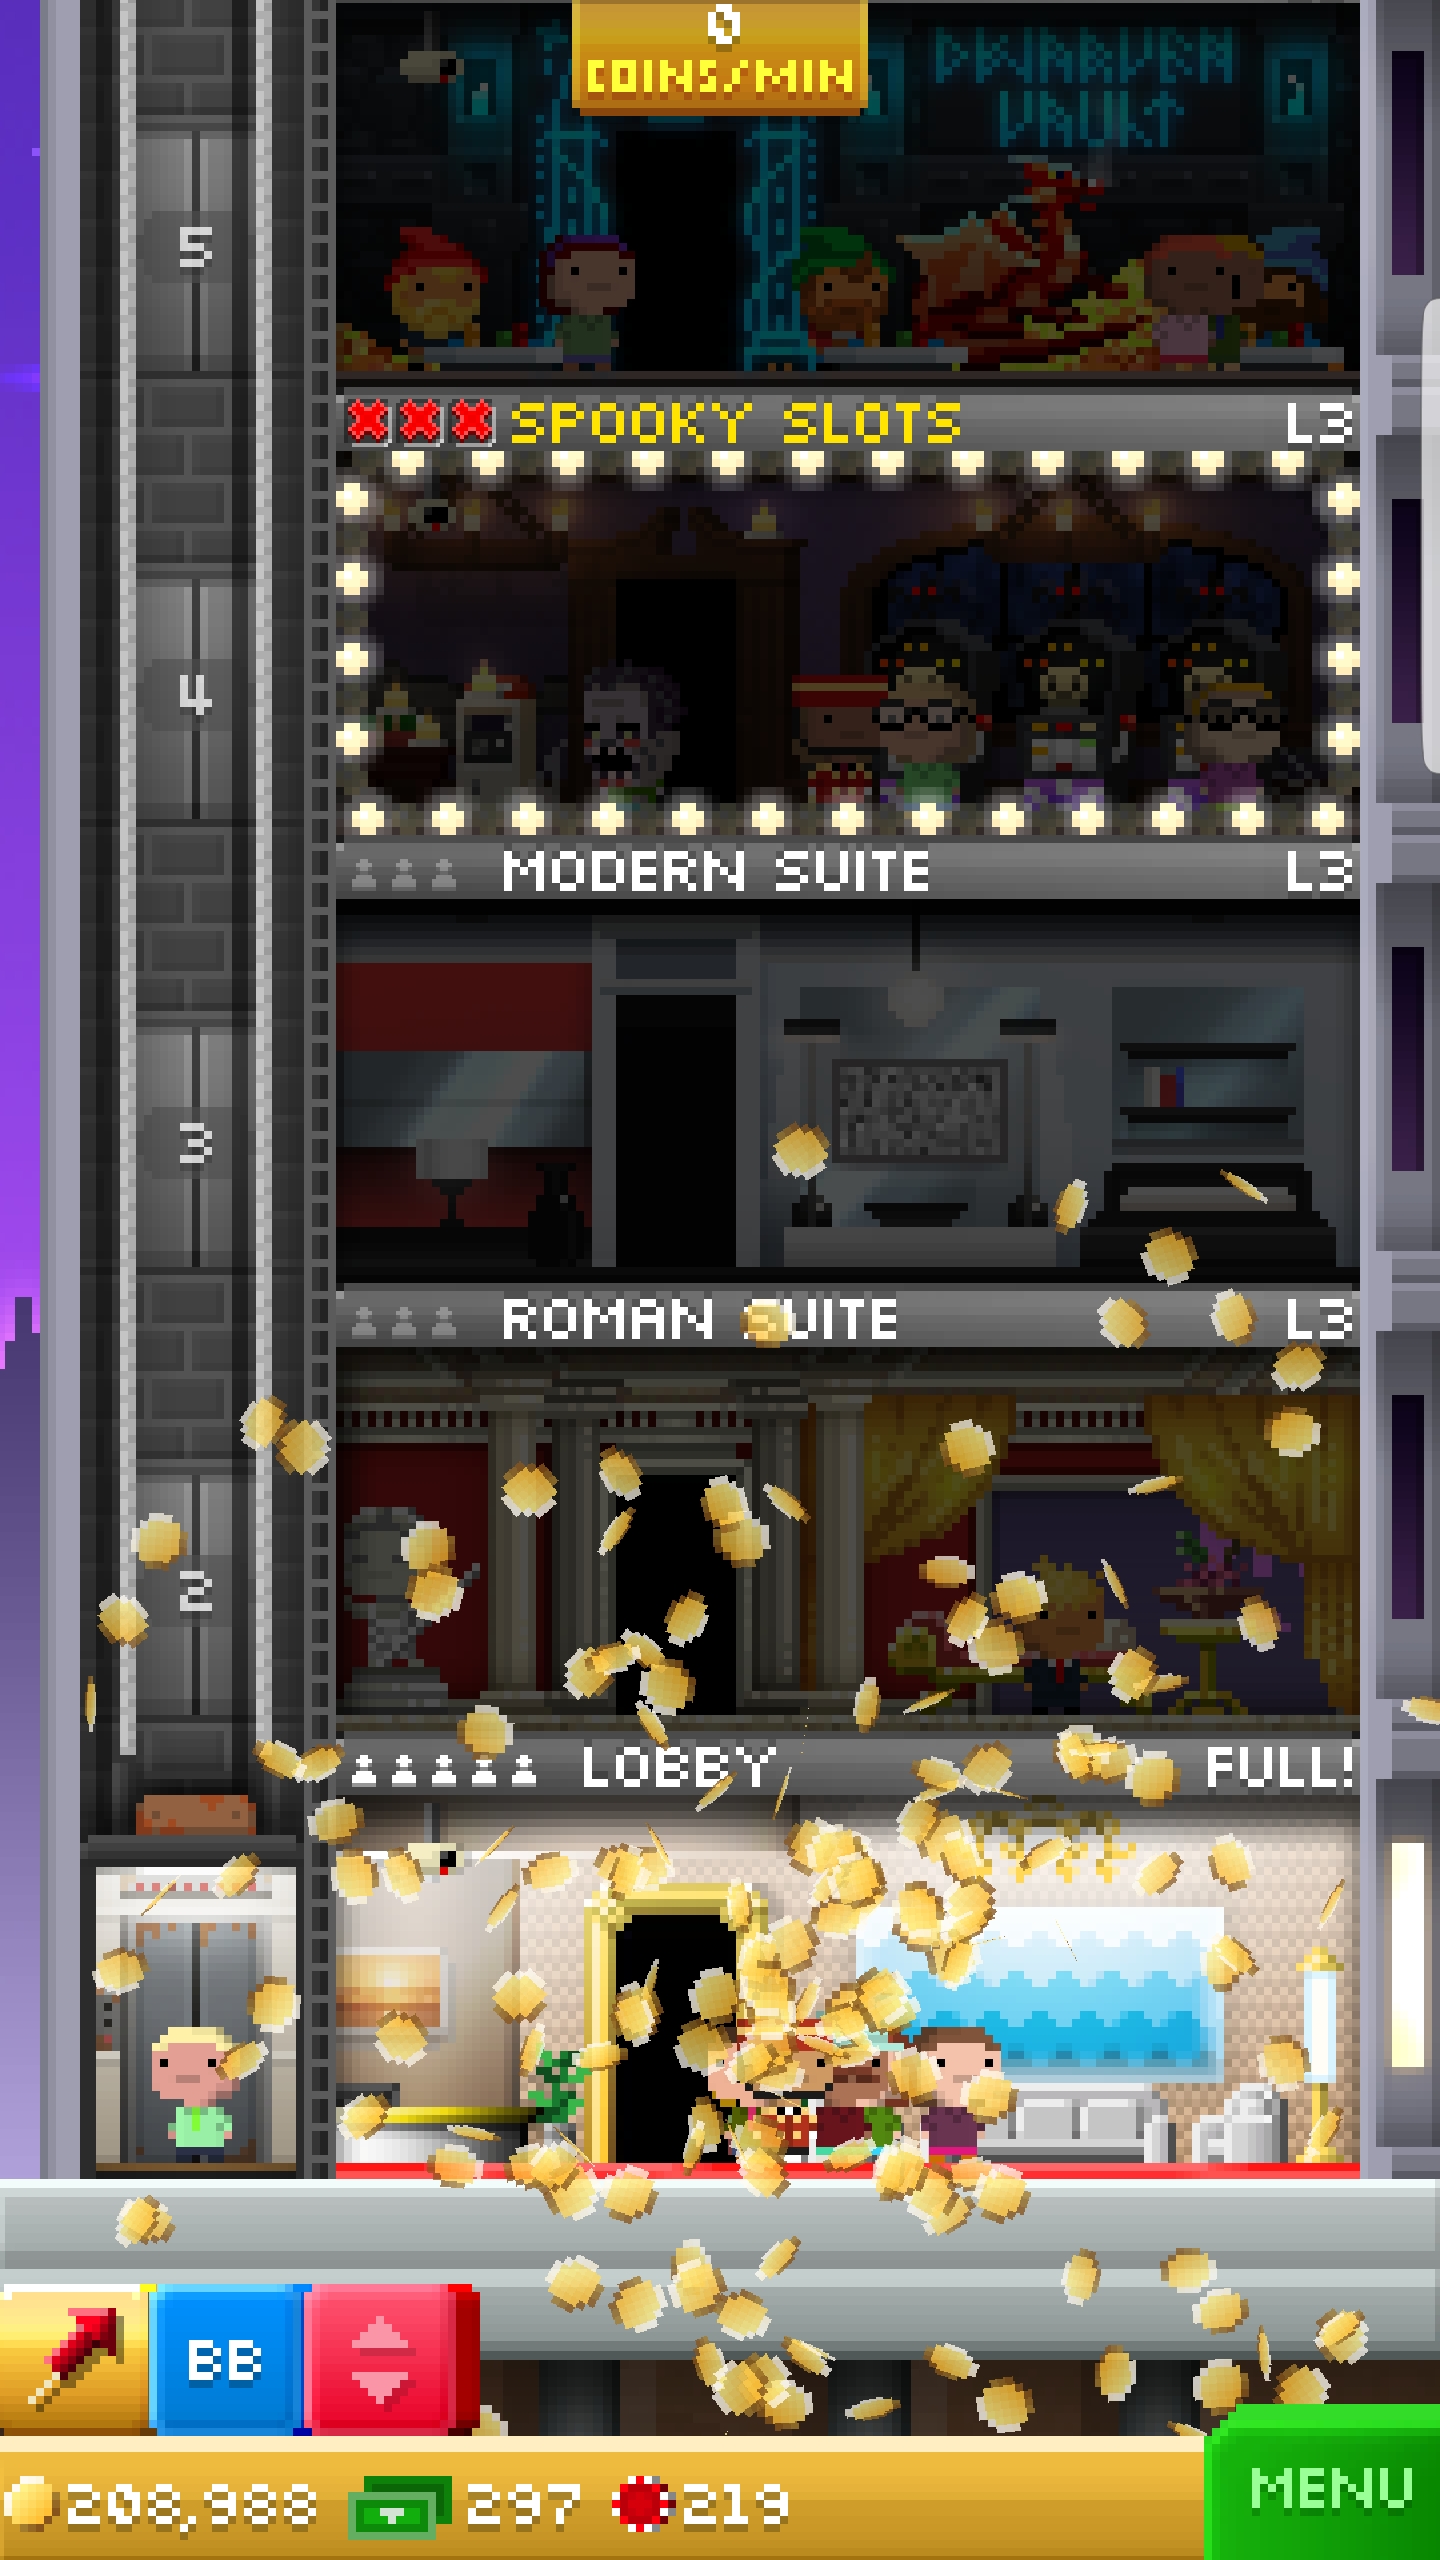 0
COINS/MIN
DWARVEN
VAULT
5
SPOOKY SLOTS L3
4
MODERN SUITE L3
3
ROMAN SUITE L3
2
LOBBY FULL!
BB
208,988 297 219
MENU